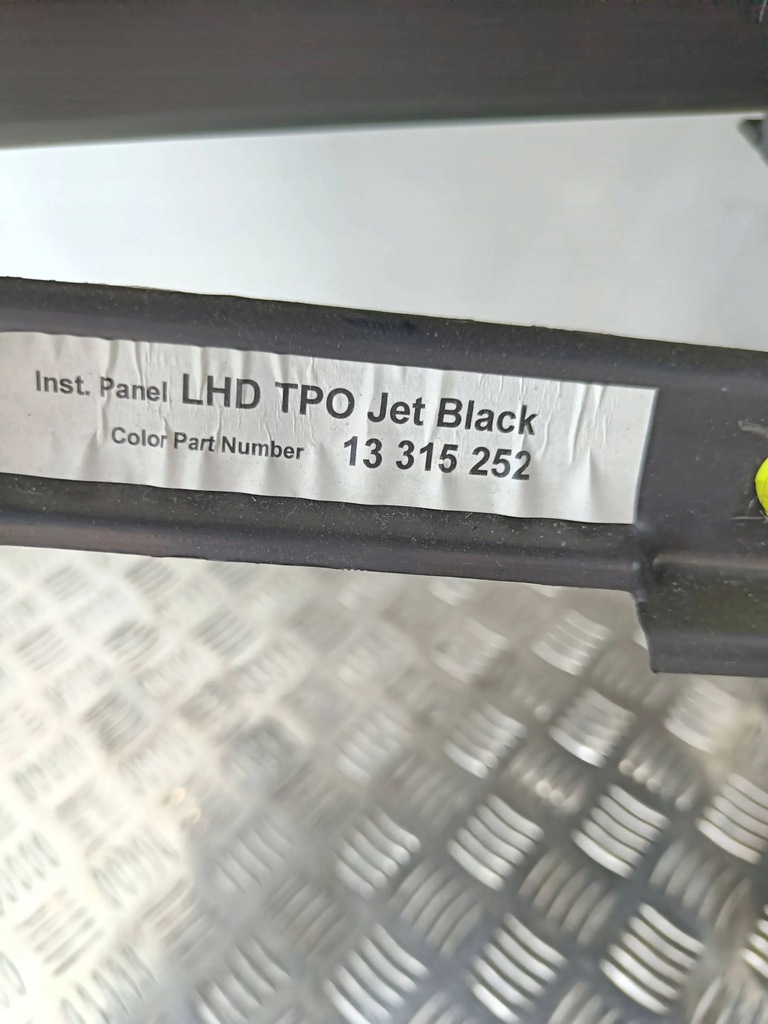 Inst. Panel LHD TPO Jet Black
Color Part Number 13 315 252